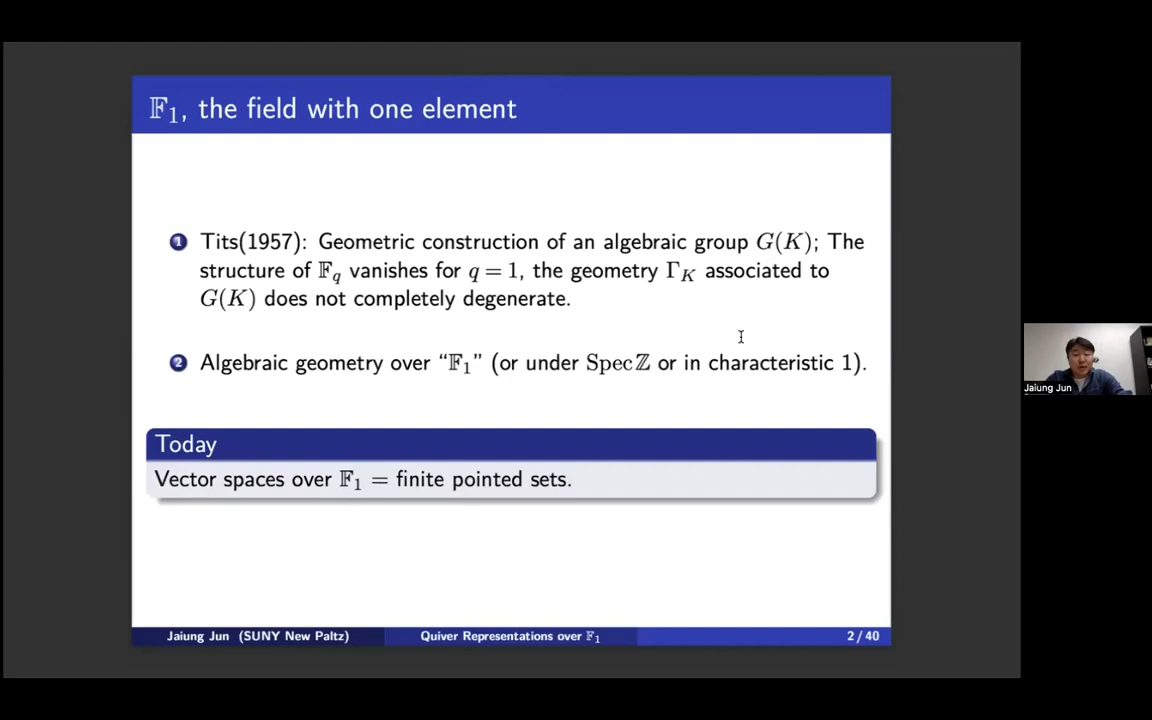 𝔽₁, the field with one element
1 Tits(1957): Geometric construction of an algebraic group G(K); The
structure of 𝔽q vanishes for q = 1, the geometry Γ_K associated to
G(K) does not completely degenerate.
2 Algebraic geometry over “𝔽₁” (or under Spec ℤ or in characteristic 1).
Today
Vector spaces over 𝔽₁ = finite pointed sets.
Jaiung Jun (SUNY New Paltz) Quiver Representations over 𝔽₁ 2 / 40
Jaiung Jun